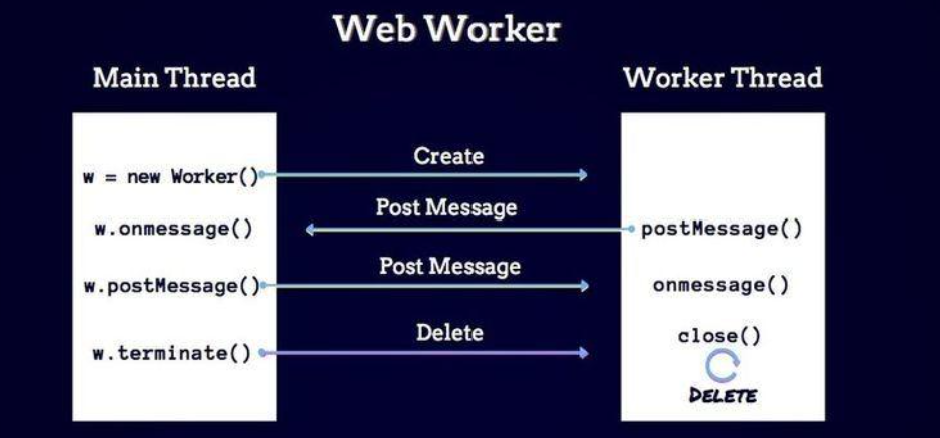 Web Worker
Main Thread
Worker Thread
w = new Worker()
Create
Post Message
w.onmessage()
postMessage()
Post Message
w.postMessage()
onmessage()
Delete
close()
w.terminate()
DELETE